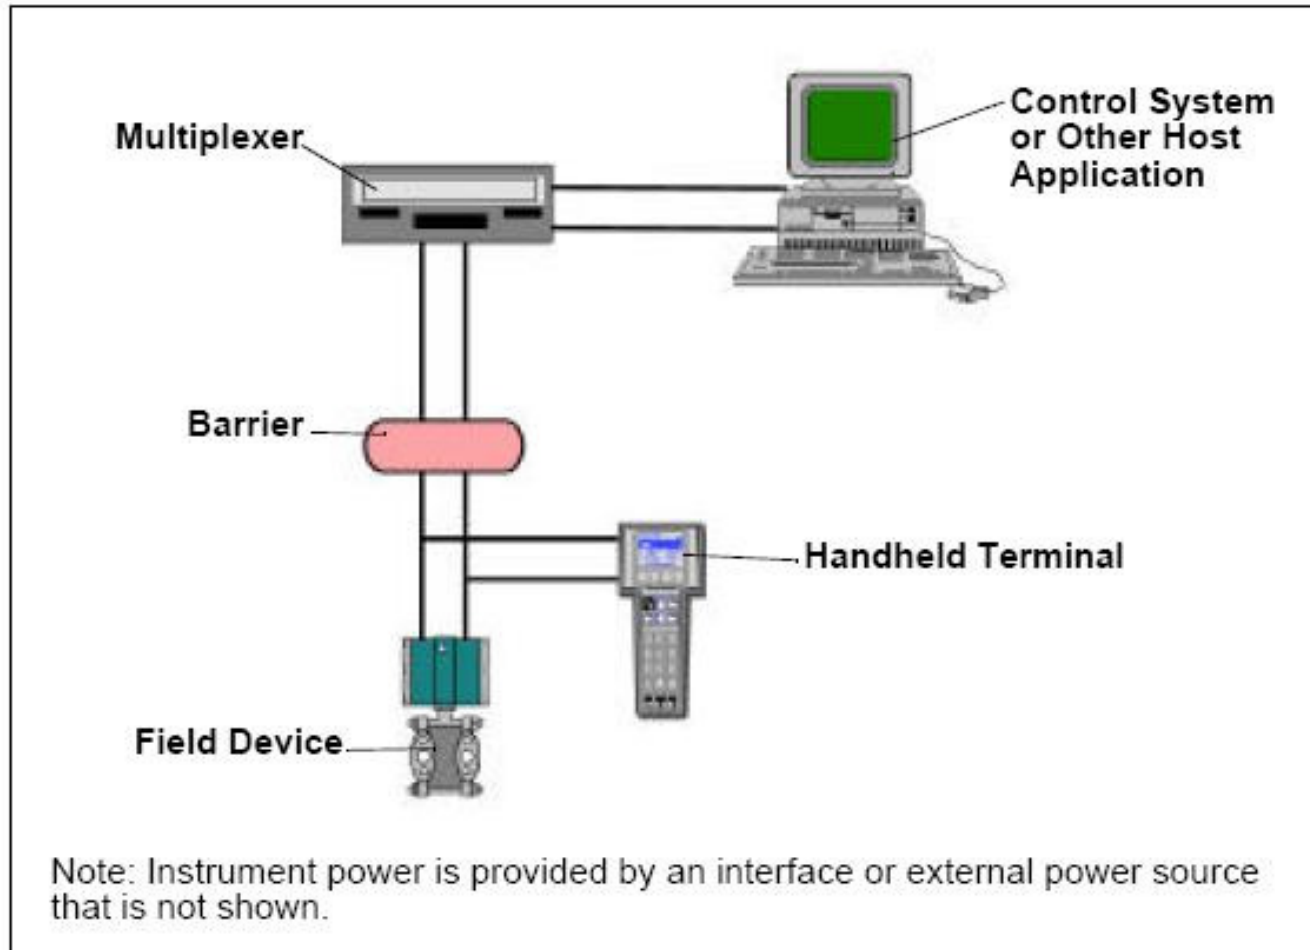 Multiplexer
Control System
or Other Host
Application
Barrier
Handheld Terminal
Field Device
Note: Instrument power is provided by an interface or external power source
that is not shown.